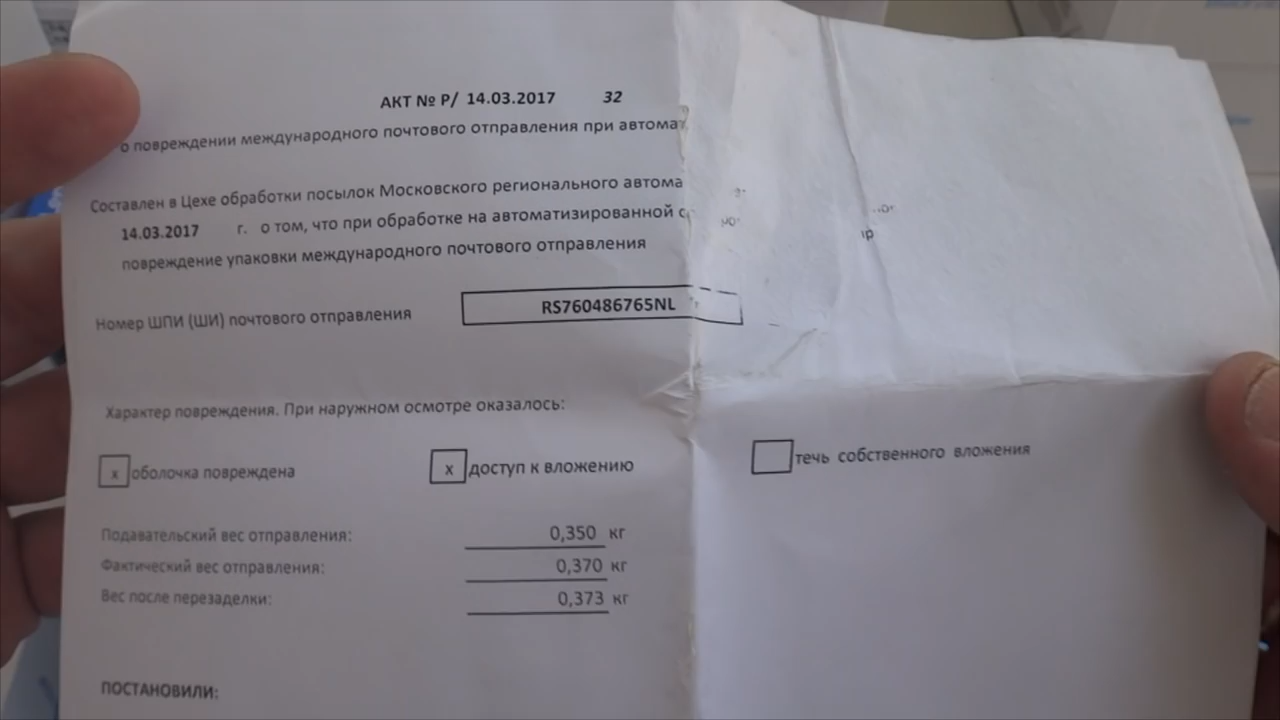 АКТ № Р/ 14.03.2017 32
о повреждении международного почтового отправления при
Составлен в Цехе обработки посылок Московского регионального
14.03.2017 г. о том, что при обработке на автоматизированной
повреждение упаковки международного почтового отправления
Номер ШПИ (ШИ) почтового отправления RS760486765NL
Характер повреждения. При наружном осмотре оказалось:
x оболочка повреждена x доступ к вложению течь собственного вложения
Подавательский вес отправления: 0,350 кг
Фактический вес отправления: 0,370 кг
Вес после перезаделки: 0,373 кг
ПОСТАНОВИЛИ: